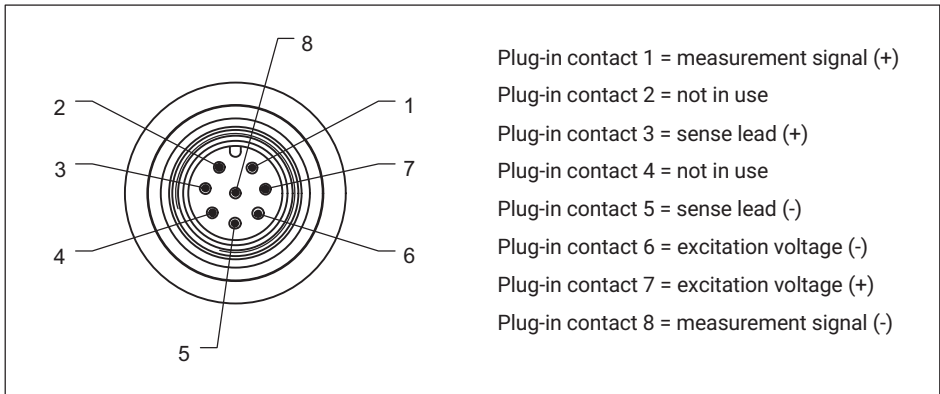 8
2
1
3
7
4
6
5
Plug-in contact 1 = measurement signal (+)
Plug-in contact 2 = not in use
Plug-in contact 3 = sense lead (+)
Plug-in contact 4 = not in use
Plug-in contact 5 = sense lead (-)
Plug-in contact 6 = excitation voltage (-)
Plug-in contact 7 = excitation voltage (+)
Plug-in contact 8 = measurement signal (-)